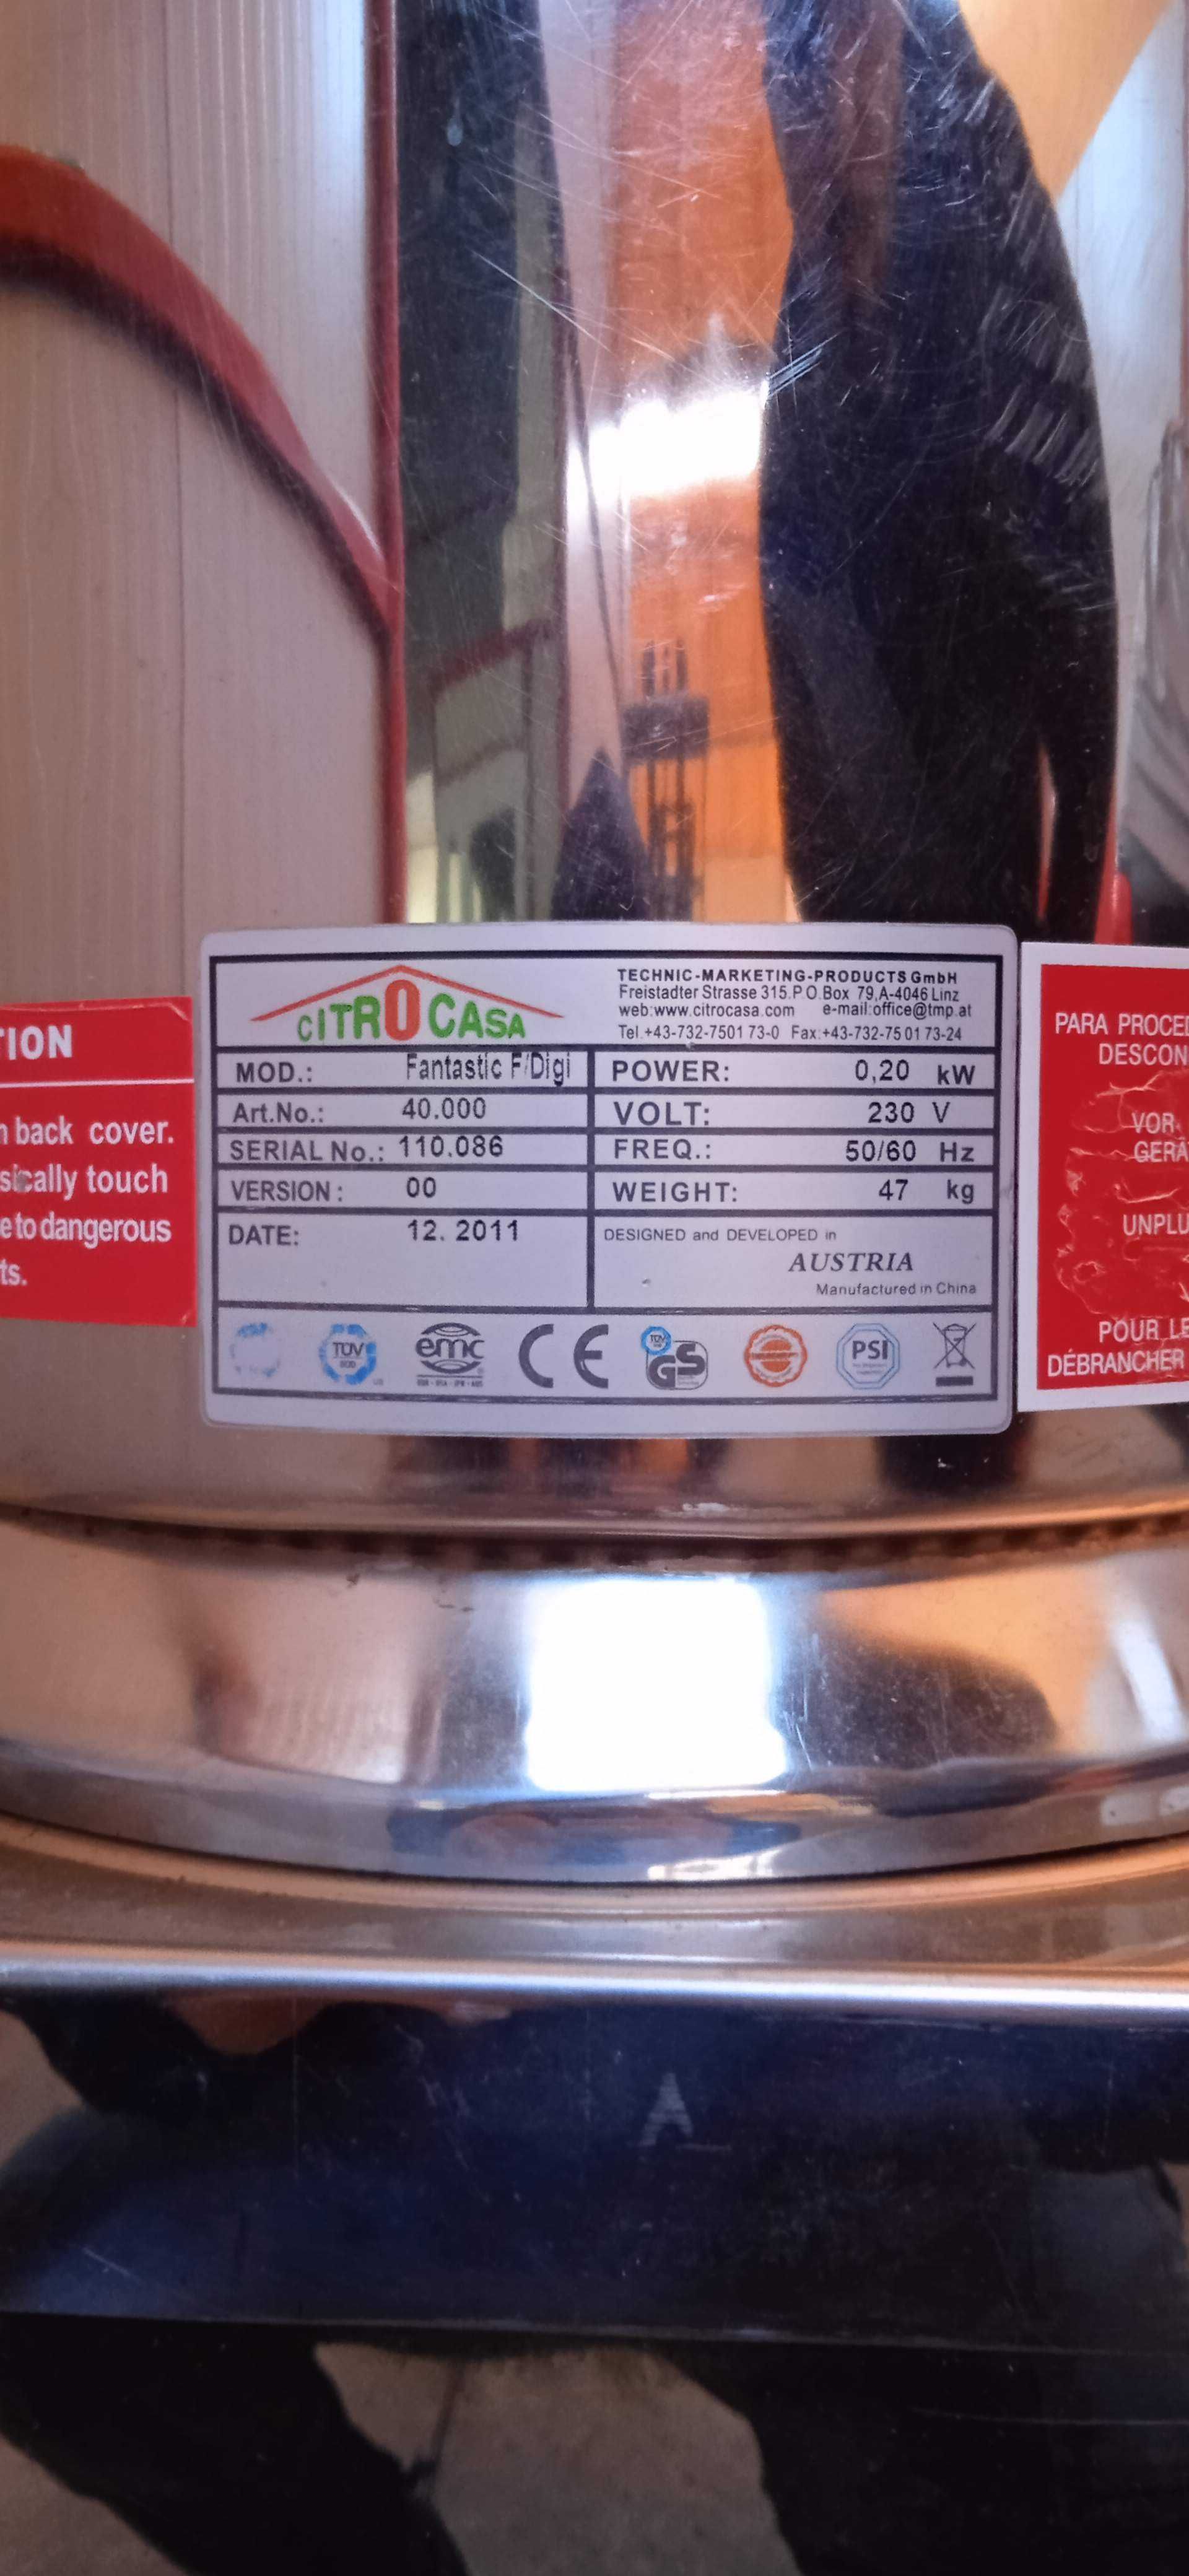 CITROCASA
TECHNIC-MARKETING-PRODUCTS GmbH
Freistadter Strasse 315.P.O.Box 79,A-4046 Linz
web:www.citrocasa.com e-mail:office@tmp.at
Tel.+43-732-7501 73-0 Fax:+43-732-75 01 73-24
MOD.: Fantastic F/Digi
POWER: 0,20 kW
Art.No.: 40.000
VOLT: 230 V
SERIAL No.: 110.086
FREQ.: 50/60 Hz
VERSION: 00
WEIGHT: 47 kg
DATE: 12. 2011
DESIGNED and DEVELOPED in
AUSTRIA
Manufactured in China
TÜV
emc
CE
TÜV
GS
PSI
TION
back cover.
sically touch
e to dangerous
ts.
PARA PROCE
DESCON
VOR
GERÄ
UNPLU
POUR LE
DÉBRANCHER